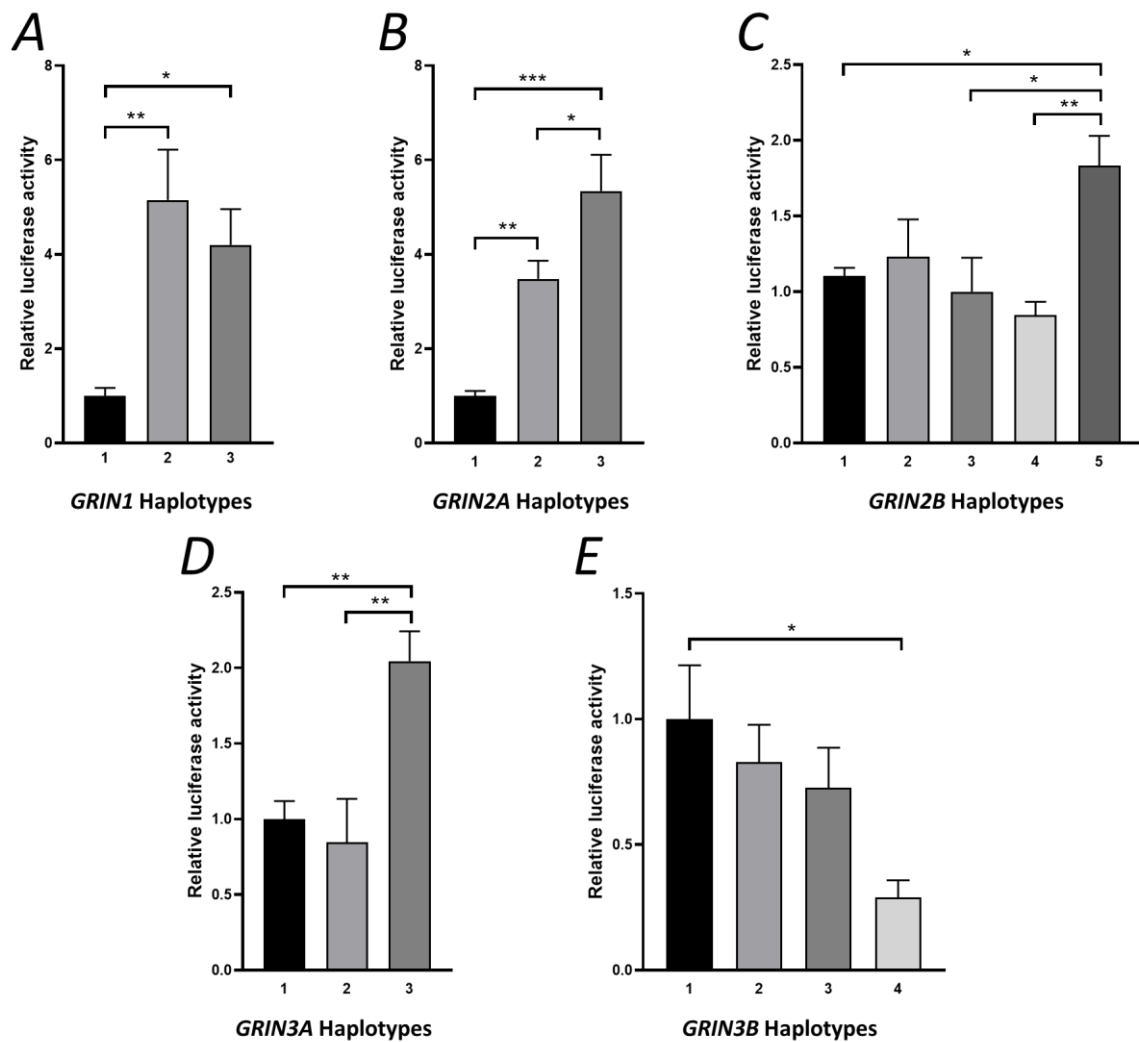 A
Relative luciferase activity
8
6
4
2
0
*
**
1 2 3
GRIN1 Haplotypes
B
Relative luciferase activity
8
6
4
2
0
***
*
**
1 2 3
GRIN2A Haplotypes
C
Relative luciferase activity
2.5
2.0
1.5
1.0
0.5
0.0
*
*
**
1 2 3 4 5
GRIN2B Haplotypes
D
Relative luciferase activity
2.5
2.0
1.5
1.0
0.5
0.0
**
**
1 2 3
GRIN3A Haplotypes
E
Relative luciferase activity
1.5
1.0
0.5
0.0
*
1 2 3 4
GRIN3B Haplotypes